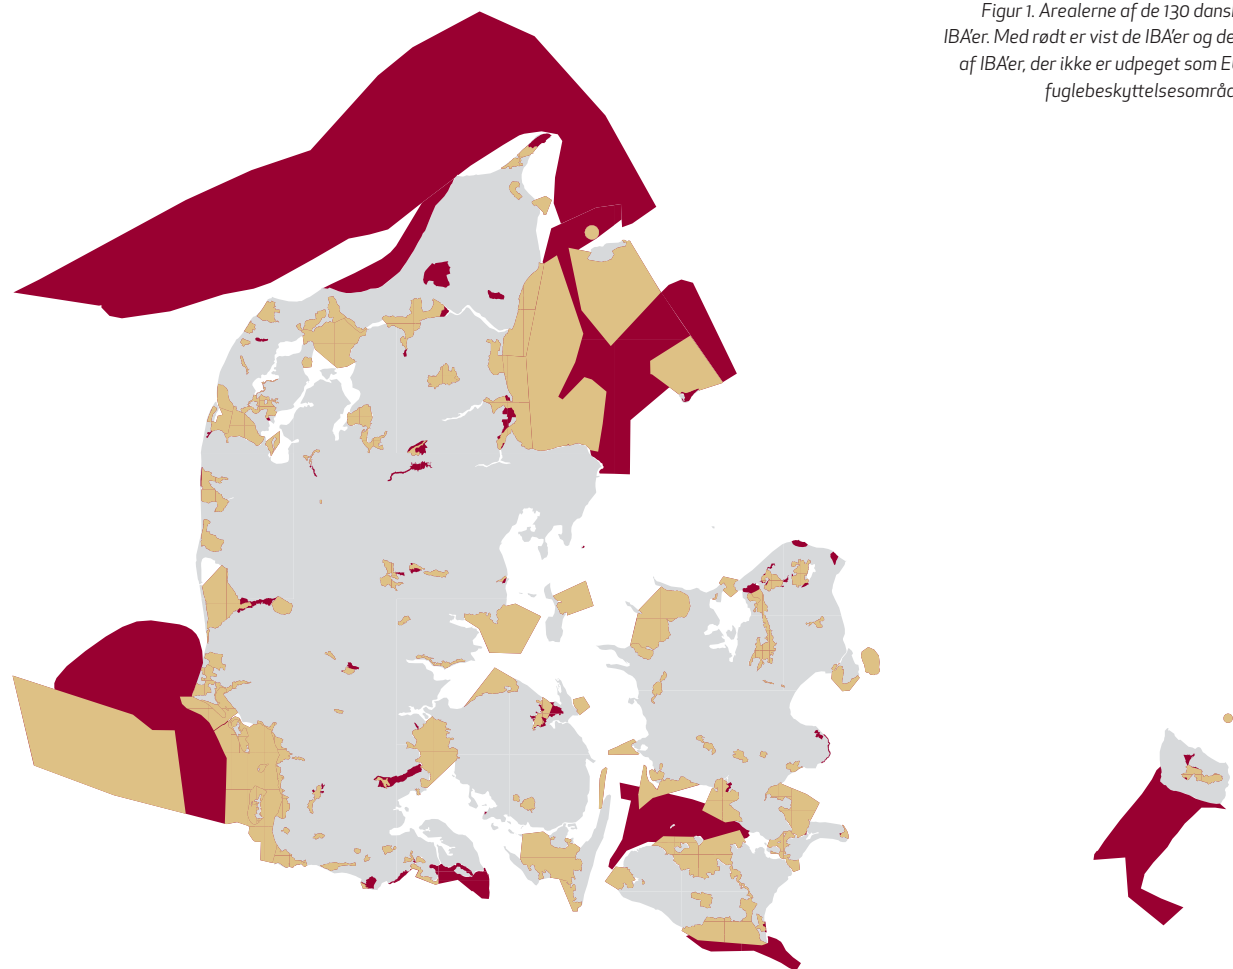 Figur 1. Arealerne af de 130
IBA'er. Med rødt er vist de IBA'er og
af IBA'er, der ikke er udpeget som